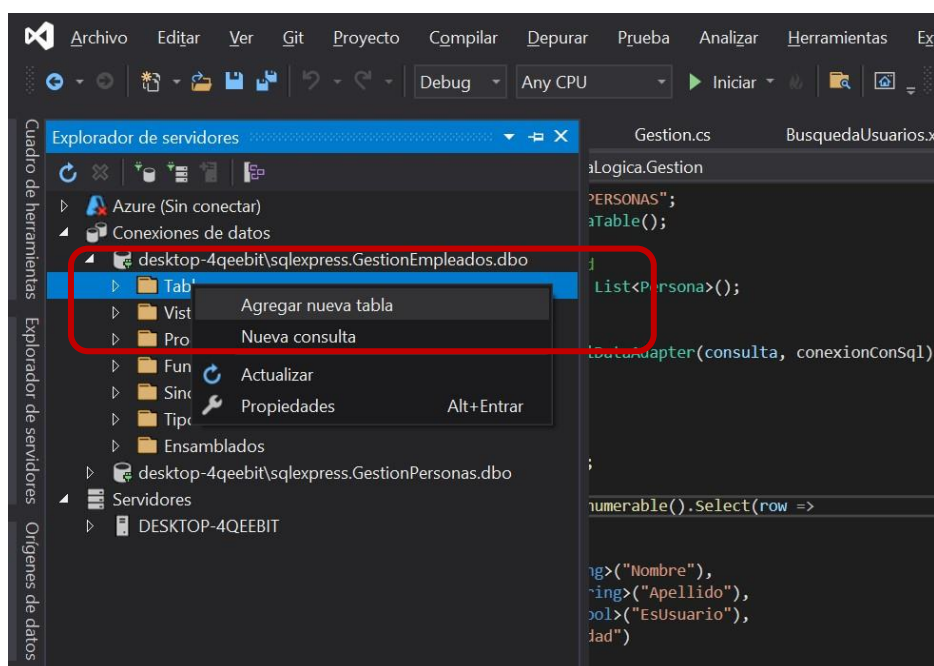 Archivo Editar Ver Git Proyecto Compilar Depurar Prueba Analizar Herramientas
Debug Any CPU Iniciar
Cuadro de herramientas
Explorador de servidores
Orígenes de datos
Explorador de servidores
Azure (Sin conectar)
Conexiones de datos
desktop-4qeebit\sqlexpress.GestionEmpleados.dbo
Agregar nueva tabla
Nueva consulta
Actualizar
Propiedades Alt+Entrar
Ensamblados
desktop-4qeebit\sqlexpress.GestionPersonas.dbo
Servidores
DESKTOP-4QEEBIT
Gestion.cs BusquedaUsuarios.x
aLogica.Gestion
PERSONAS";
aTable();
List<Persona>();
DataAdapter(consulta, conexionConSql)
;
numerable().Select(row =>
ng>("Nombre"),
ring>("Apellido"),
ool>("EsUsuario"),
dad")